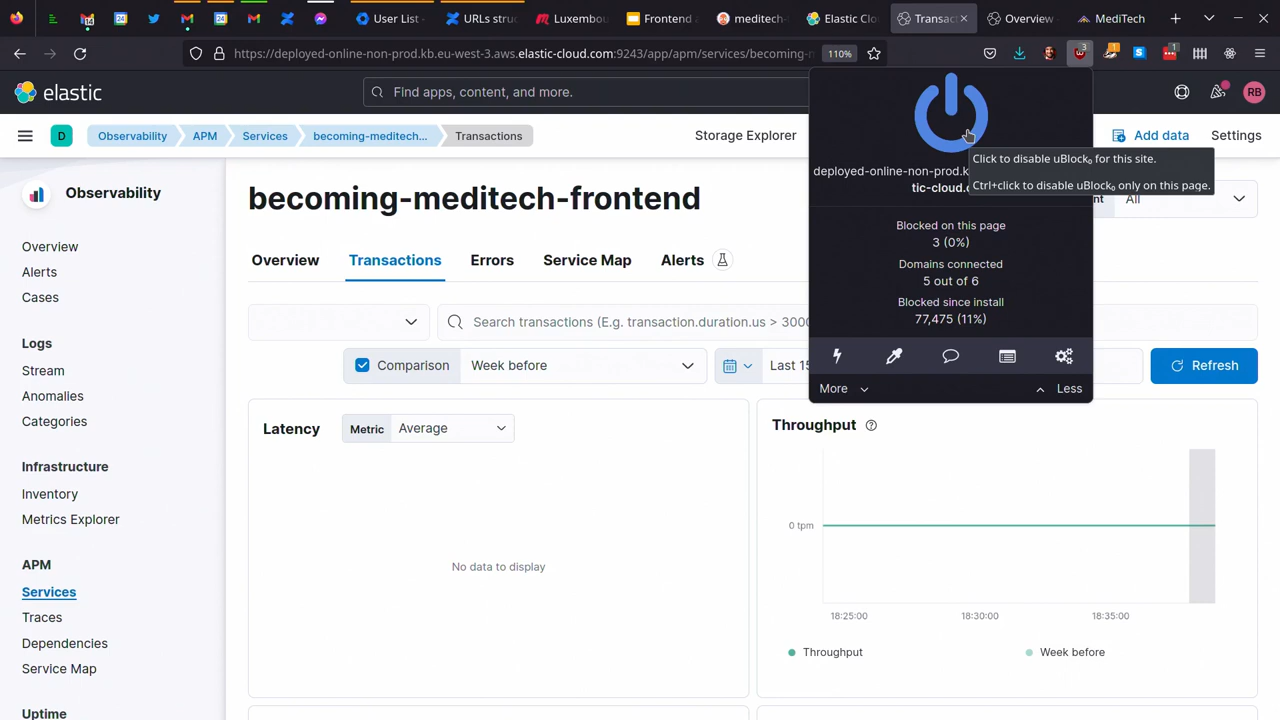 14
31
31
User List -
URLs stru
Luxembou
Frontend
meditech-
Elastic Clo
Transact
Overview
MediTech
https://deployed-online-non-prod.kb.eu-west-3.aws.elastic-cloud.com:9243/app/apm/services/becoming-m
110%
3
1
elastic
Find apps, content, and more.
RB
D
Observability
APM
Services
becoming-meditech...
Transactions
Storage Explorer
Add data
Settings
Click to disable uBlock₀ for this site.
Ctrl+click to disable uBlock₀ only on this page.
deployed-online-non-prod.k
tic-cloud.c
Blocked on this page
3 (0%)
Domains connected
5 out of 6
Blocked since install
77,475 (11%)
More
Less
Observability
Overview
Alerts
Cases
Logs
Stream
Anomalies
Categories
Infrastructure
Inventory
Metrics Explorer
APM
Services
Traces
Dependencies
Service Map
Uptime
becoming-meditech-frontend
nt
All
Overview
Transactions
Errors
Service Map
Alerts
Search transactions (E.g. transaction.duration.us > 3000
Comparison
Week before
Last 15
Refresh
Latency
Metric
Average
No data to display
Throughput
0 tpm
18:25:00
18:30:00
18:35:00
Throughput
Week before